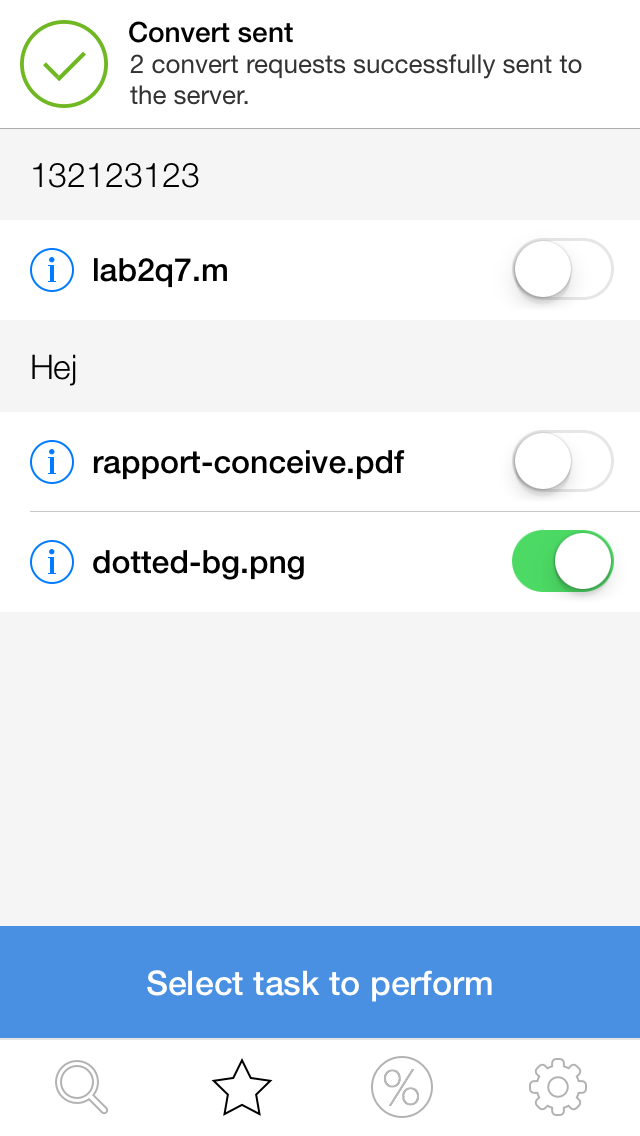 Convert sent
2 convert requests successfully sent to
the server.
132123123
lab2q7.m
Hej
rapport-conceive.pdf
dotted-bg.png
Select task to perform